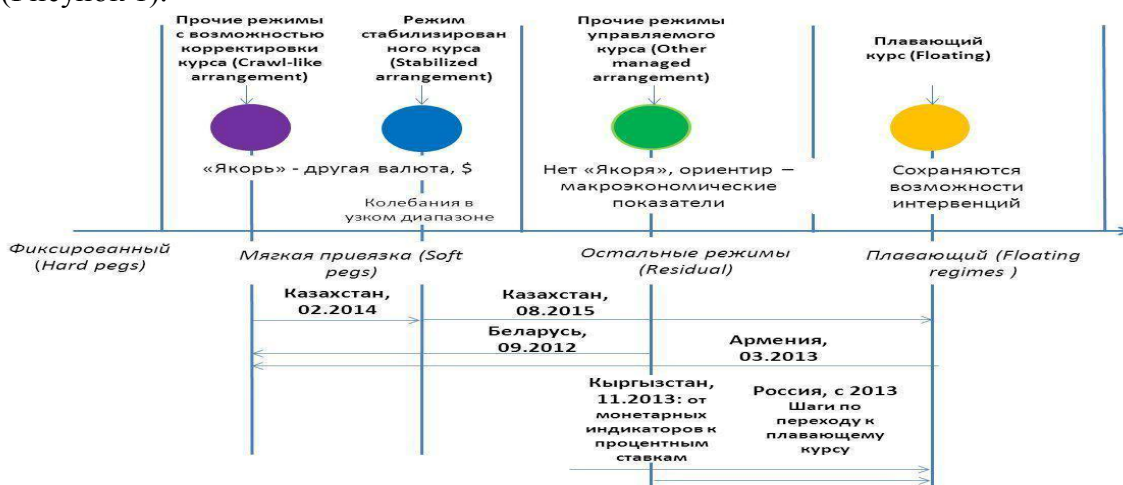 (Рисунок 1).
Прочие режимы
с возможностью
корректировки
курса (Crawl-like
arrangement)
Режим
стабилизирован
ного курса
(Stabilized
arrangement)
Прочие режимы
управляемого
курса (Other
managed
arrangement)
Плавающий
курс (Floating)
«Якорь» - другая валюта, $
Колебания в
узком диапазоне
Нет «Якоря», ориентир –
макроэкономические
показатели
Сохраняются
возможности
интервенций
Фиксированный
(Hard pegs)
Мягкая привязка (Soft
pegs)
Остальные режимы
(Residual)
Плавающий (Floating
regimes )
Казахстан,
02.2014
Казахстан,
08.2015
Беларусь,
09.2012
Армения,
03.2013
Кыргызстан,
11.2013: от
монетарных
индикаторов к
процентным
ставкам
Россия, с 2013
Шаги по
переходу к
плавающему
курсу